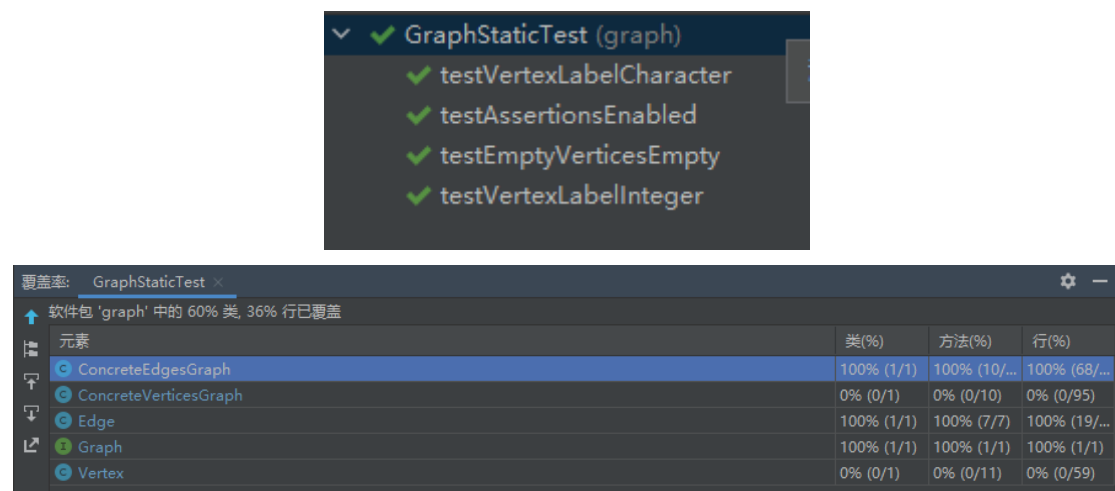 GraphStaticTest (graph)
testVertexLabelCharacter
testAssertionsEnabled
testEmptyVerticesEmpty
testVertexLabelInteger
覆盖率: GraphStaticTest ×
软件包 'graph' 中的 60% 类, 36% 行已覆盖
元素 类(%) 方法(%) 行(%)
C ConcreteEdgesGraph 100% (1/1) 100% (10/... 100% (68/...
C ConcreteVerticesGraph 0% (0/1) 0% (0/10) 0% (0/95)
C Edge 100% (1/1) 100% (7/7) 100% (19/...
I Graph 100% (1/1) 100% (1/1) 100% (1/1)
C Vertex 0% (0/1) 0% (0/11) 0% (0/59)